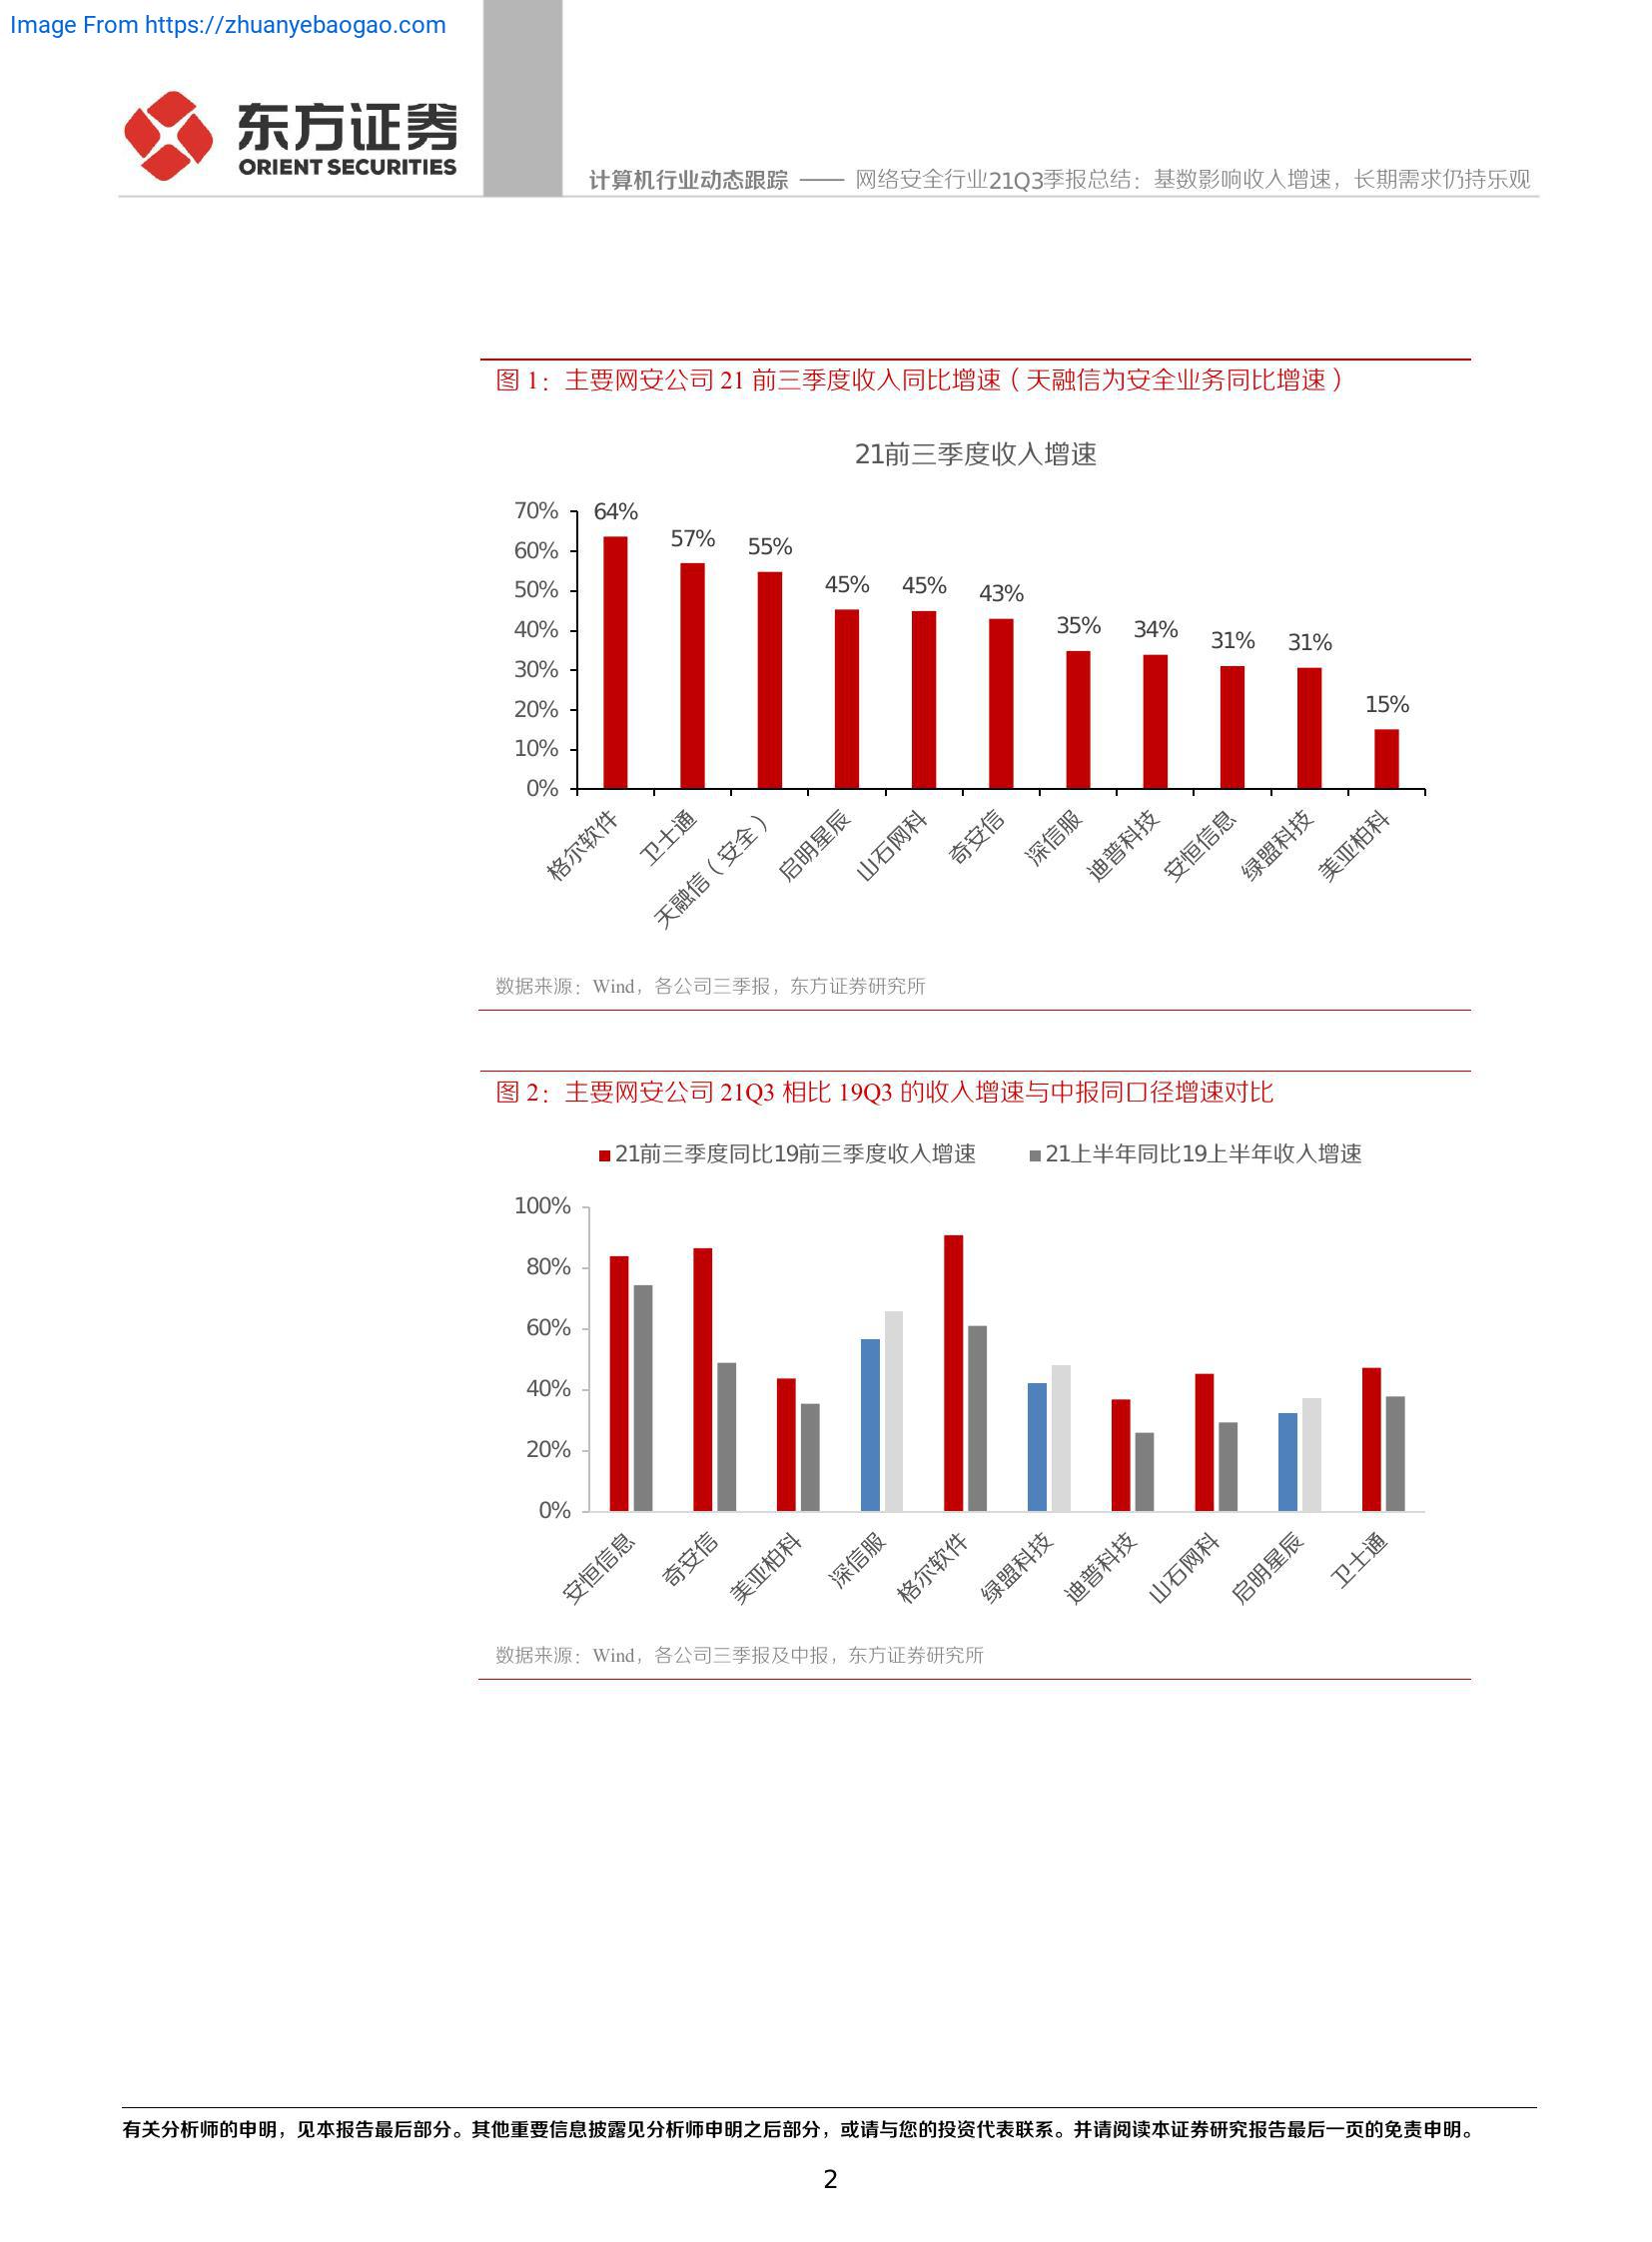 Image From https://zhuanyebaogao.com
东方证券
ORIENT SECURITIES
计算机行业动态跟踪 —— 网络安全行业21Q3季报总结：基数影响收入增速，长期需求仍持乐观
图 1：主要网安公司 21 前三季度收入同比增速（天融信为安全业务同比增速）
21前三季度收入增速
70%
60%
50%
40%
30%
20%
10%
0%
64%
57%
55%
45%
45%
43%
35%
34%
31%
31%
15%
格尔软件
卫士通
天融信（安全）
启明星辰
山石网科
奇安信
深信服
迪普科技
安恒信息
绿盟科技
美亚柏科
数据来源：Wind，各公司三季报，东方证券研究所
图 2：主要网安公司 21Q3 相比 19Q3 的收入增速与中报同口径增速对比
21前三季度同比19前三季度收入增速
21上半年同比19上半年收入增速
100%
80%
60%
40%
20%
0%
安恒信息
奇安信
美亚柏科
深信服
格尔软件
绿盟科技
迪普科技
山石网科
启明星辰
卫士通
数据来源：Wind，各公司三季报及中报，东方证券研究所
有关分析师的申明，见本报告最后部分。其他重要信息披露见分析师申明之后部分，或请与您的投资代表联系。并请阅读本证券研究报告最后一页的免责申明。
2